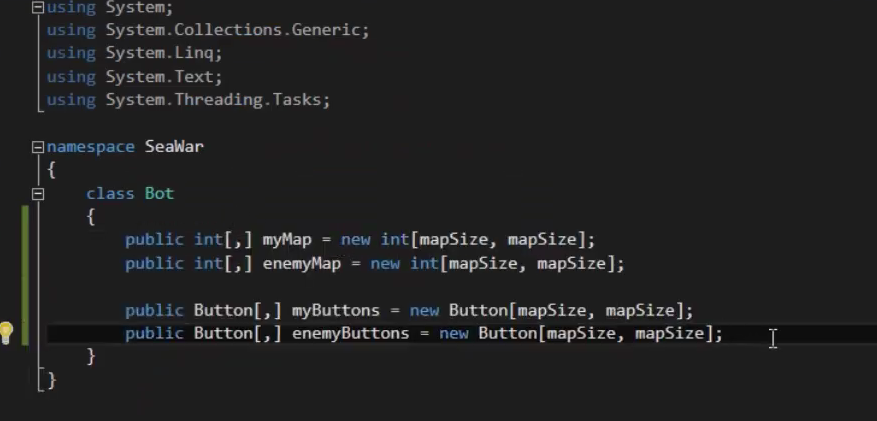 using System;
using System.Collections.Generic;
using System.Linq;
using System.Text;
using System.Threading.Tasks;
namespace SeaWar
{
class Bot
{
public int[,] myMap = new int[mapSize, mapSize];
public int[,] enemyMap = new int[mapSize, mapSize];
public Button[,] myButtons = new Button[mapSize, mapSize];
public Button[,] enemyButtons = new Button[mapSize, mapSize];
}
}